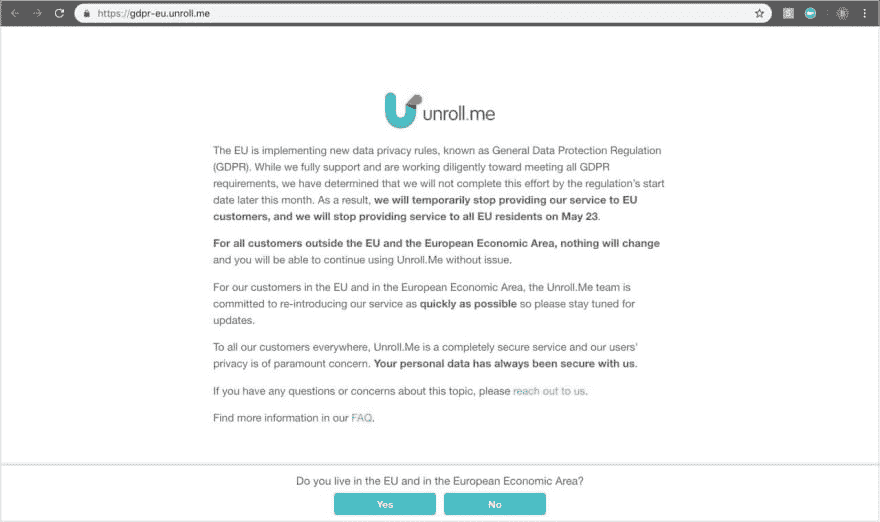 https://gdpr-eu.unroll.me
unroll.me
The EU is implementing new data privacy rules, known as General Data Protection Regulation
(GDPR). While we fully support and are working diligently toward meeting all GDPR
requirements, we have determined that we will not complete this effort by the regulation's start
date later this month. As a result, we will temporarily stop providing our service to EU
customers, and we will stop providing service to all EU residents on May 23.
For all customers outside the EU and the European Economic Area, nothing will change
and you will be able to continue using Unroll.Me without issue.
For our customers in the EU and in the European Economic Area, the Unroll.Me team is
committed to re-introducing our service as quickly as possible so please stay tuned for
updates.
To all our customers everywhere, Unroll.Me is a completely secure service and our users'
privacy is of paramount concern. Your personal data has always been secure with us.
If you have any questions or concerns about this topic, please reach out to us.
Find more information in our FAQ.
Do you live in the EU and in the European Economic Area?
Yes No